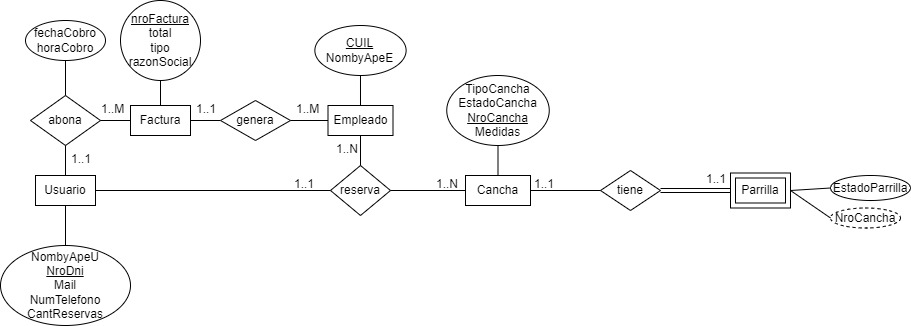 fechaCobro
horaCobro
nroFactura
total
tipo
razonSocial
CUIL
NombyApeE
TipoCancha
EstadoCancha
NroCancha
Medidas
abona
1..M
Factura
1..1
genera
1..M
Empleado
1..1
1..N
Usuario
1..1
reserva
1..N
Cancha
1..1
tiene
1..1
Parrilla
EstadoParrilla
NroCancha
NombyApeU
NroDni
Mail
NumTelefono
CantReservas